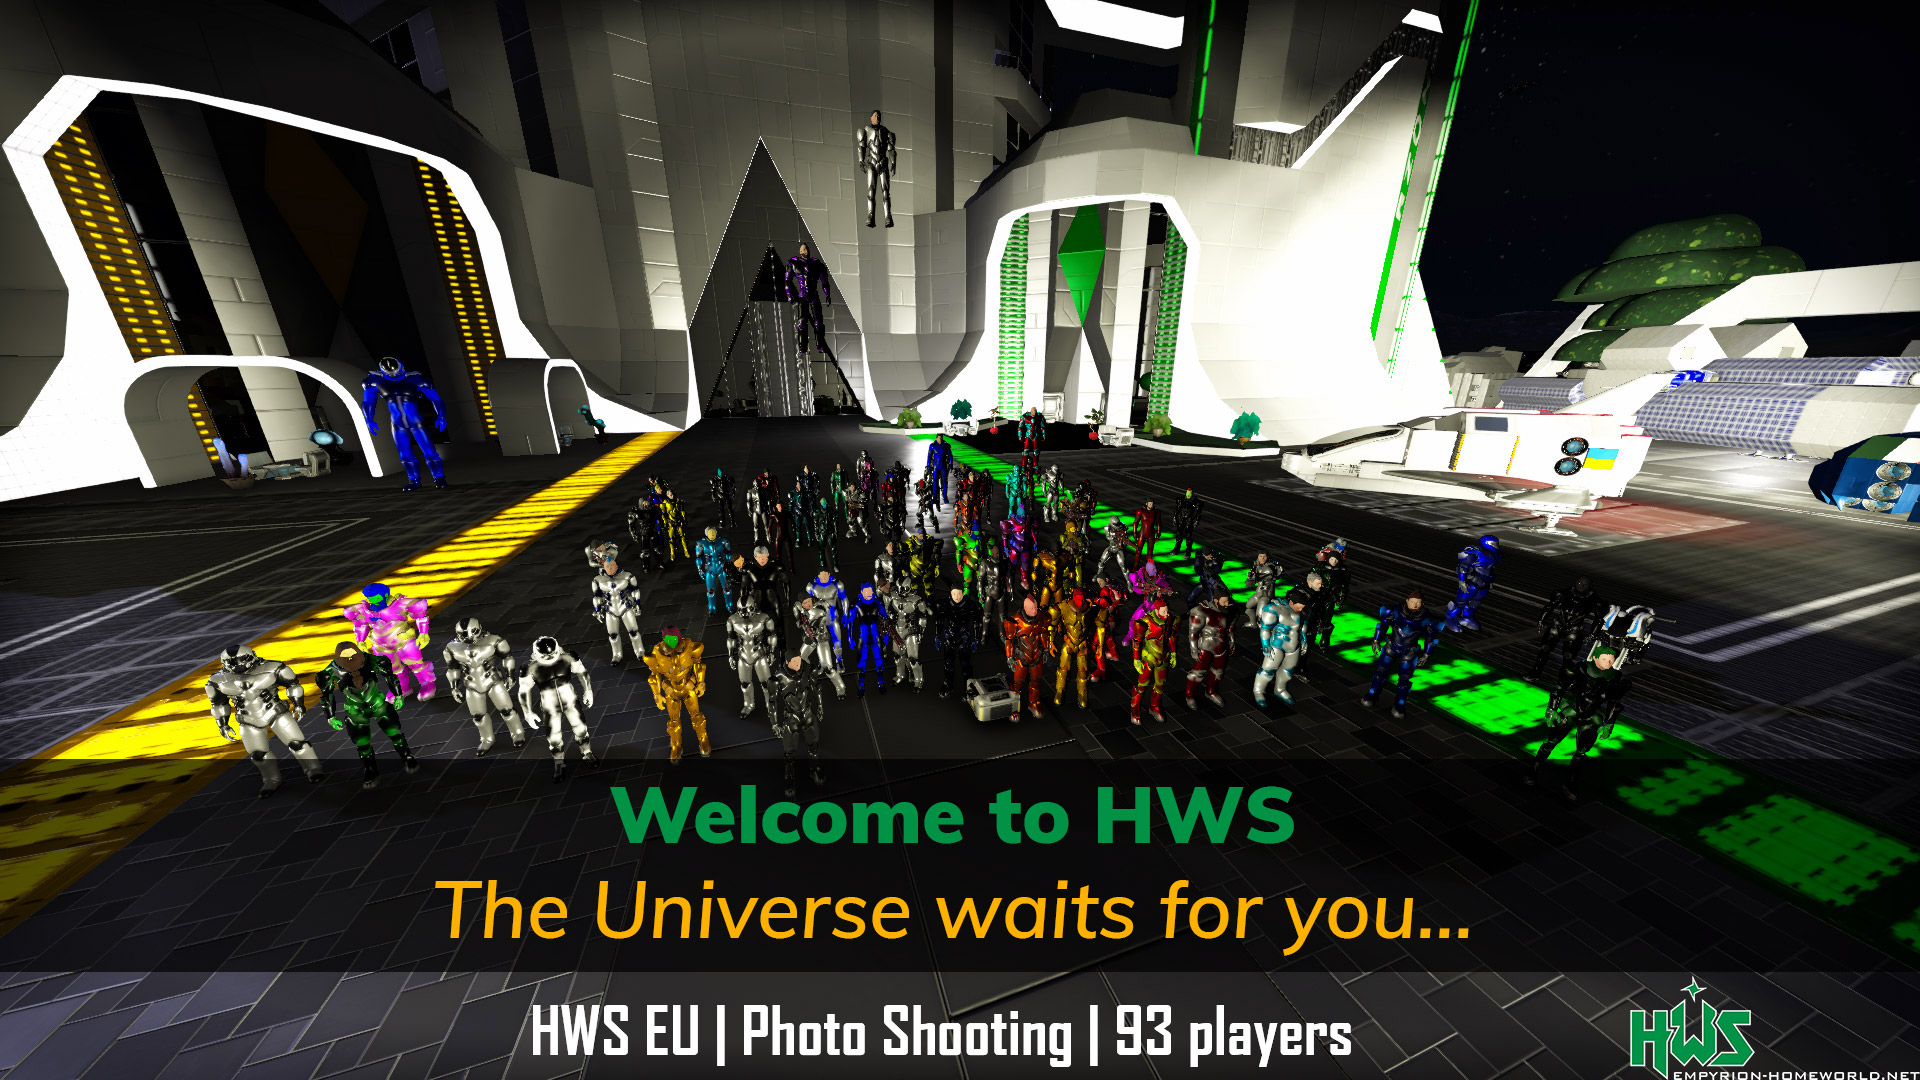 Welcome to HWS
The Universe waits for you...
HWS EU | Photo Shooting | 93 players
HWS
EMPYRION-HOMEWORLD.NET